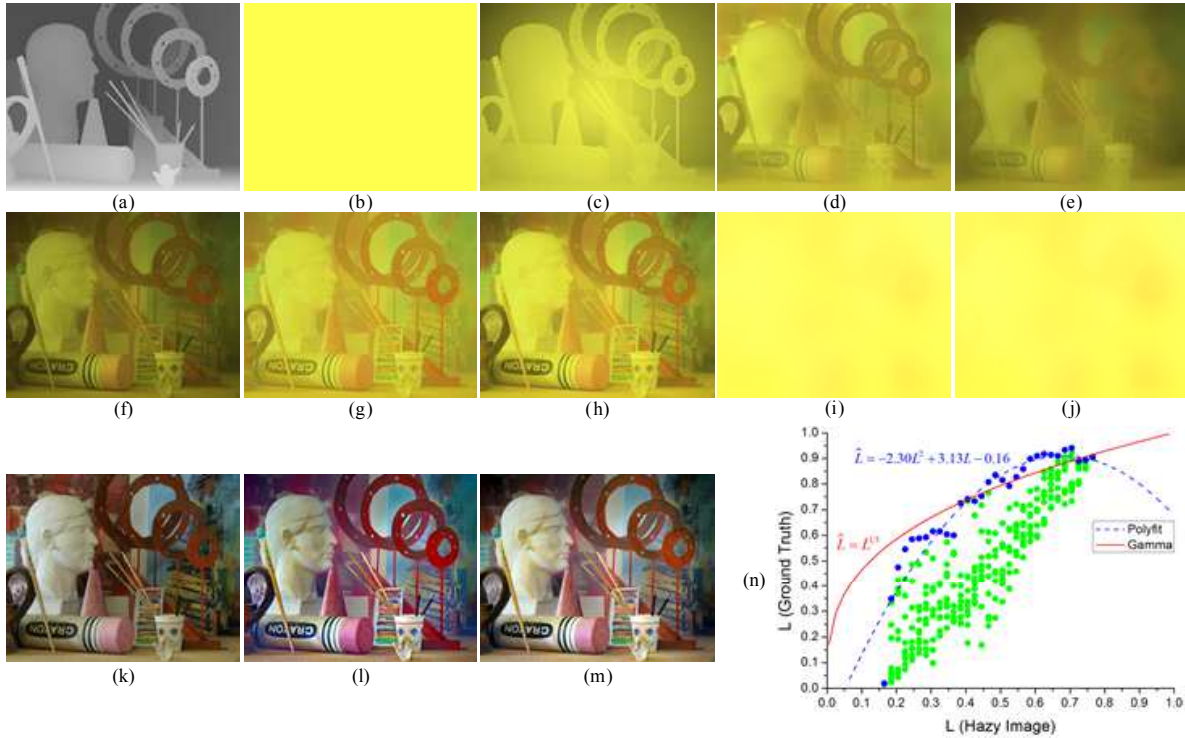 (a)
(b)
(c)
(d)
(e)
CRAYON
CRAYON
CRAYON
(f)
(g)
(h)
(i)
(j)
CRAYON
CRAYON
CRAYON
(k)
(l)
(m)
(n)
L (Ground Truth)
1.0
0.9
0.8
0.7
0.6
0.5
0.4
0.3
0.2
0.1
0.0
L̂ = −2.30L² + 3.13L − 0.16
L̂ = L^{1/3}
Polyfit
Gamma
0.0 0.1 0.2 0.3 0.4 0.5 0.6 0.7 0.8 0.9 1.0
L (Hazy Image)